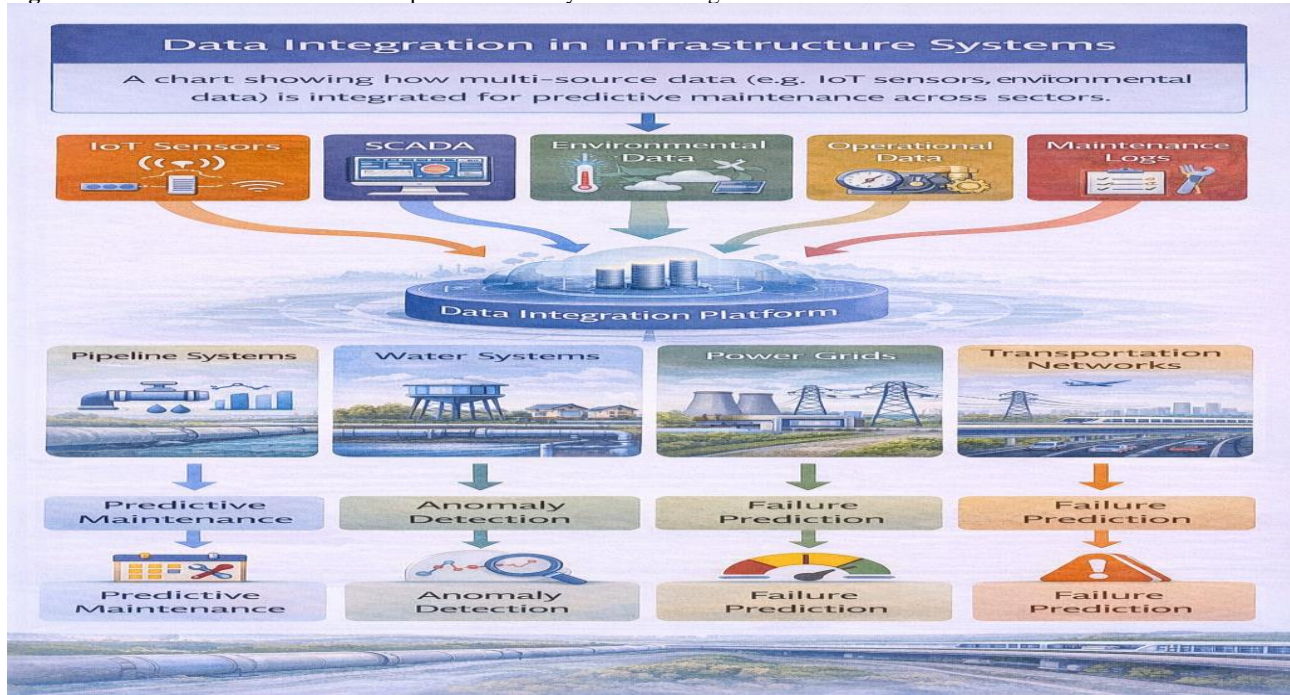 Data Integration in Infrastructure Systems
A chart showing how multi-source data (e.g. IoT sensors, environmental
data) is integrated for predictive maintenance across sectors.
IoT Sensors
SCADA
Environmental
Data
Operational
Data
Maintenance
Logs
Data Integration Platform
Pipeline Systems
Water Systems
Power Grids
Transportation
Networks
Predictive
Maintenance
Anomaly
Detection
Failure
Prediction
Failure
Prediction
Predictive
Maintenance
Anomaly
Detection
Failure
Prediction
Failure
Prediction